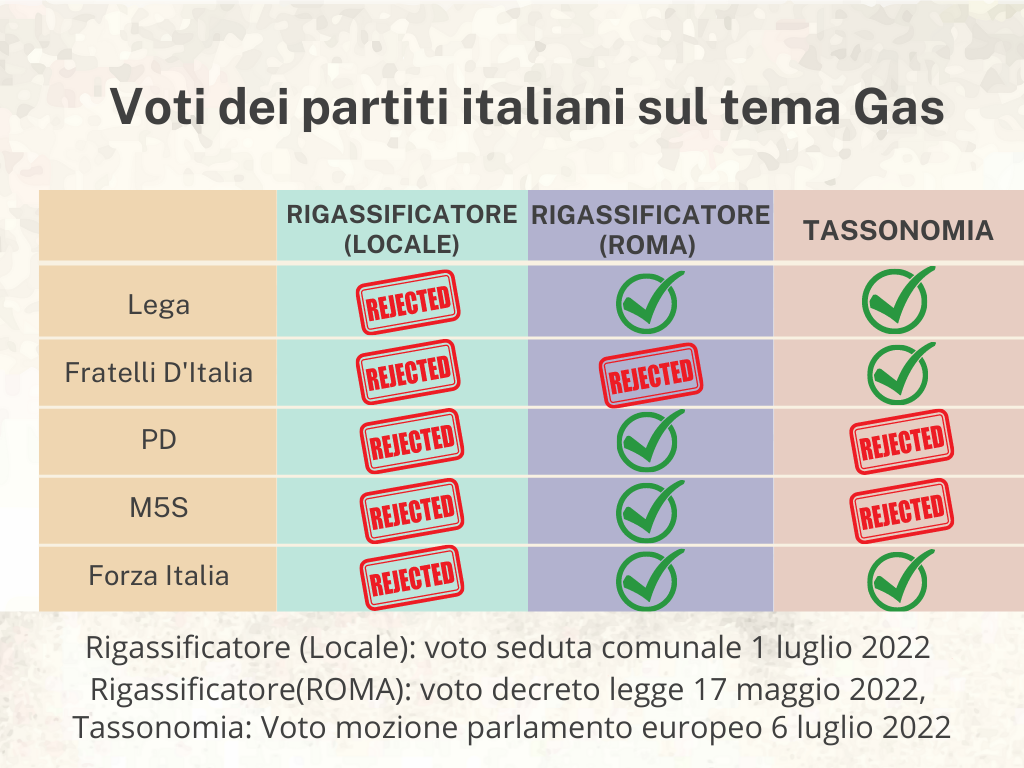 Voti dei partiti italiani sul tema Gas
RIGASSIFICATORE
(LOCALE)
RIGASSIFICATORE
(ROMA)
TASSONOMIA
Lega
REJECTED
Fratelli D'Italia
REJECTED
REJECTED
PD
REJECTED
REJECTED
M5S
REJECTED
REJECTED
Forza Italia
REJECTED
Rigassificatore (Locale): voto seduta comunale 1 luglio 2022
Rigassificatore(ROMA): voto decreto legge 17 maggio 2022,
Tassonomia: Voto mozione parlamento europeo 6 luglio 2022